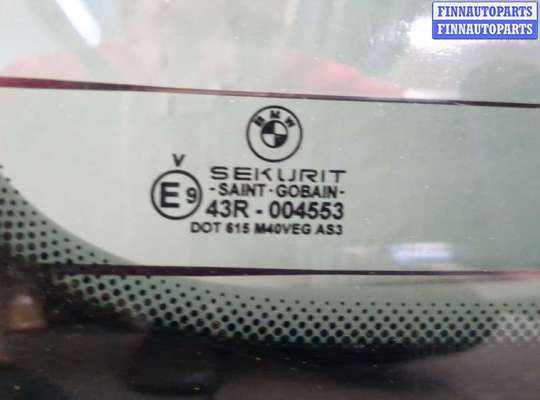 FINNAUTOPARTS
FINNAUTOPARTS
BMW
V
SEKURIT
E9
-SAINT-GOBAIN-
43R - 004553
DOT 615 M40VEG AS3